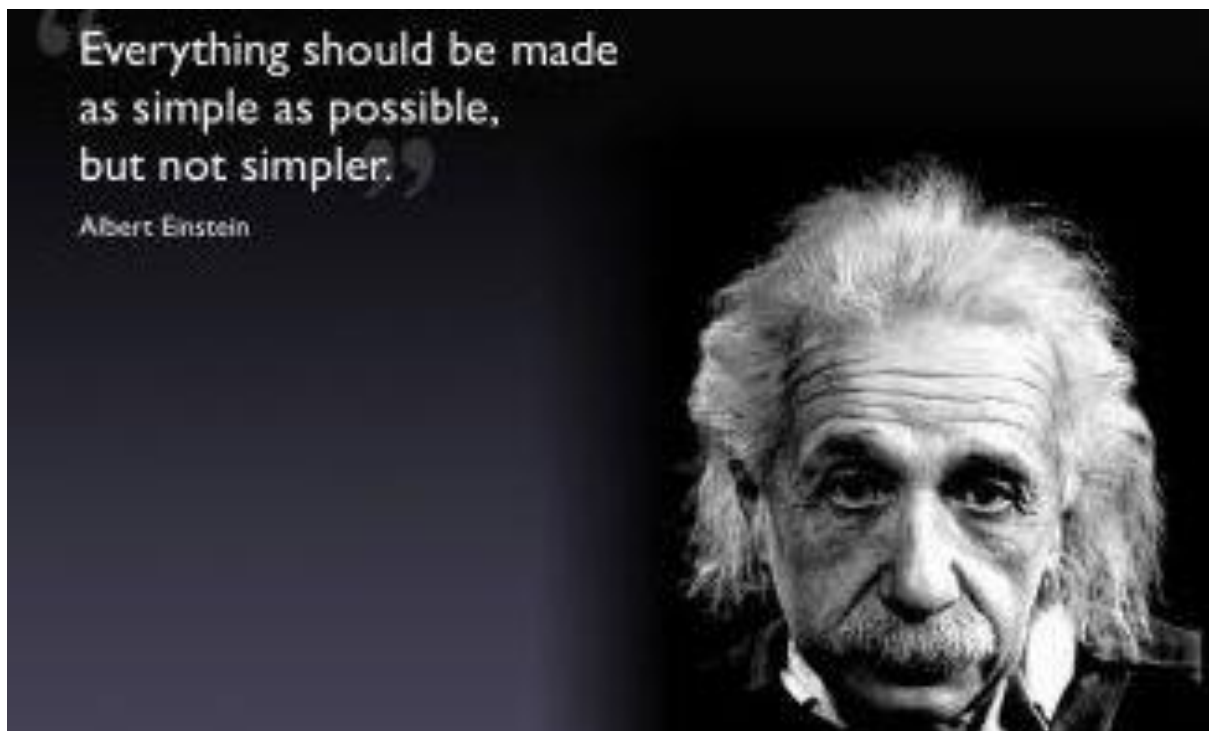 “Everything should be made
as simple as possible,
but not simpler.”
Albert Einstein